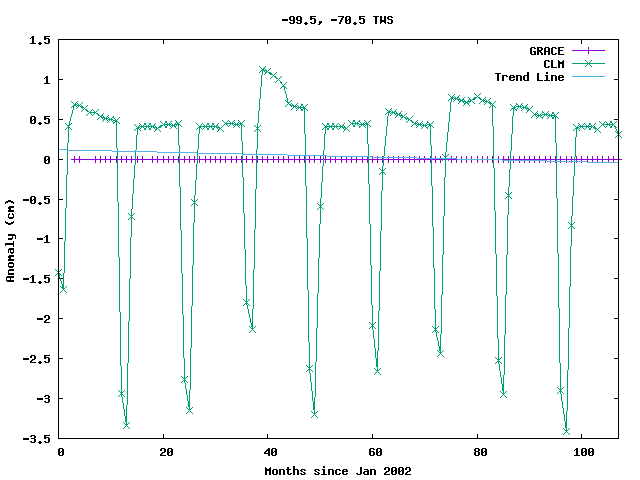 -99.5, -70.5 TWS
GRACE
CLM
Trend Line
1.5
1
0.5
0
-0.5
-1
-1.5
-2
-2.5
-3
-3.5
Anomaly (cm)
0 20 40 60 80 100
Months since Jan 2002